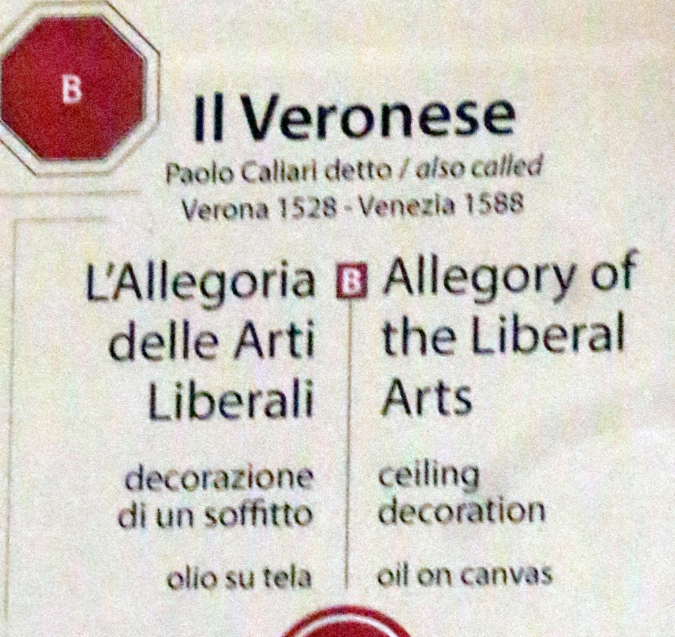 B
Il Veronese
Paolo Caliari detto / also called
Verona 1528 - Venezia 1588
L'Allegoria
delle Arti
Liberali
B
Allegory of
the Liberal
Arts
decorazione
di un soffitto
ceiling
decoration
olio su tela
oil on canvas